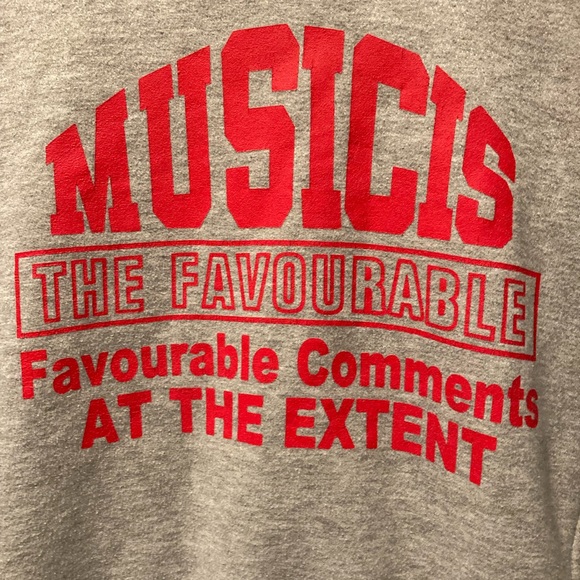 MUSICIS
THE FAVOURABLE
Favourable Comments
AT THE EXTENT